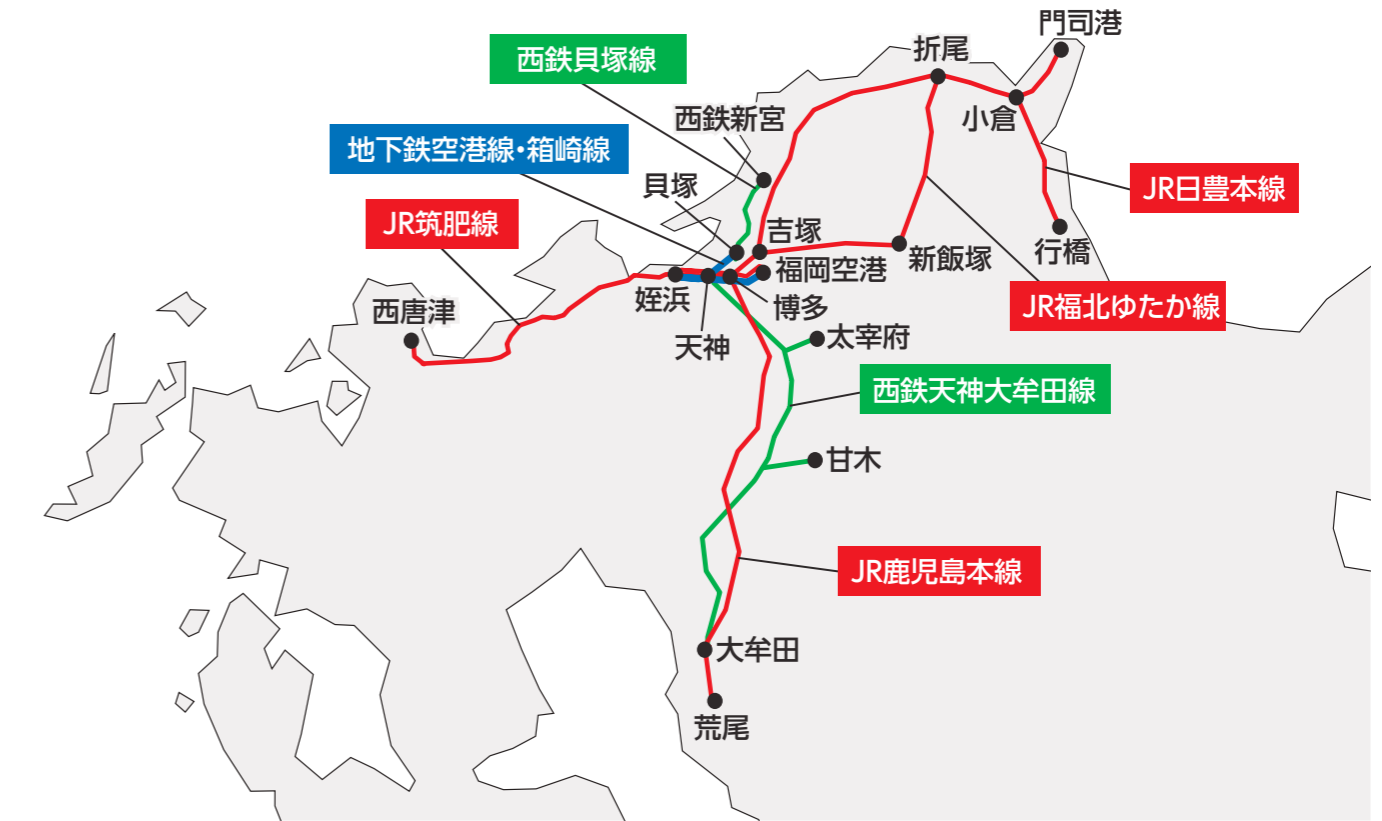 門司港
折尾
西鉄貝塚線
小倉
西鉄新宮
地下鉄空港線・箱崎線
貝塚
JR日豊本線
JR筑肥線
吉塚
行橋
新飯塚
福岡空港
姪浜
博多
JR福北ゆたか線
西唐津
天神
太宰府
西鉄天神大牟田線
甘木
JR鹿児島本線
大牟田
荒尾